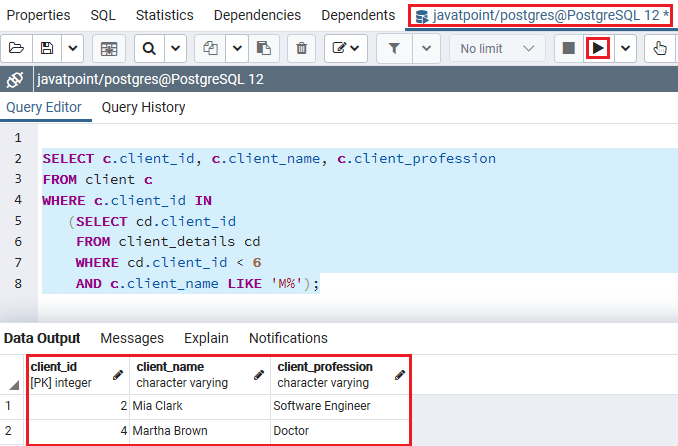 Properties SQL Statistics Dependencies Dependents javatpoint/postgres@PostgreSQL 12 *
No limit
javatpoint/postgres@PostgreSQL 12
Query Editor Query History
1
2 SELECT c.client_id, c.client_name, c.client_profession
3 FROM client c
4 WHERE c.client_id IN
5 (SELECT cd.client_id
6 FROM client_details cd
7 WHERE cd.client_id < 6
8 AND c.client_name LIKE 'M%');
Data Output Messages Explain Notifications
client_id client_name client_profession
[PK] integer character varying character varying
1 2 Mia Clark Software Engineer
2 4 Martha Brown Doctor